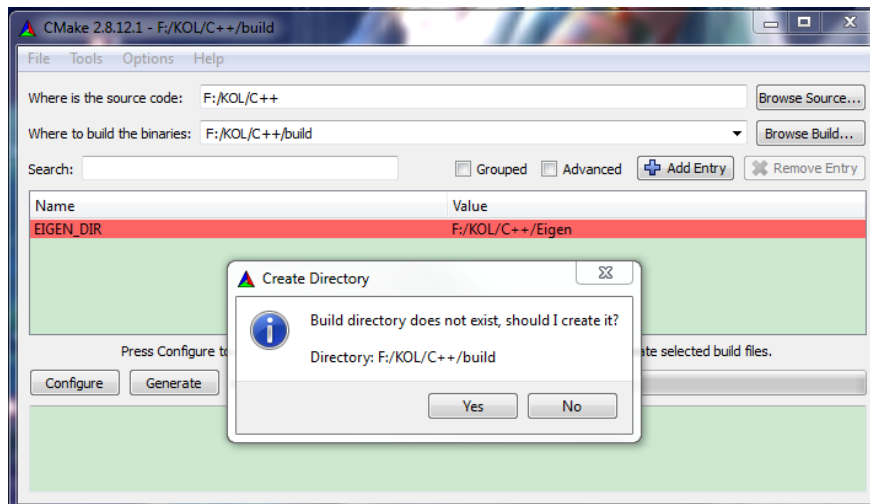 CMake 2.8.12.1 - F:/KOL/C++/build
File Tools Options Help
Where is the source code: F:/KOL/C++ Browse Source...
Where to build the binaries: F:/KOL/C++/build Browse Build...
Search: Grouped Advanced Add Entry Remove Entry
Name Value
EIGEN_DIR F:/KOL/C++/Eigen
Create Directory
Build directory does not exist, should I create it?
Directory: F:/KOL/C++/build
Yes No
Press Configure to selected build files.
Configure Generate